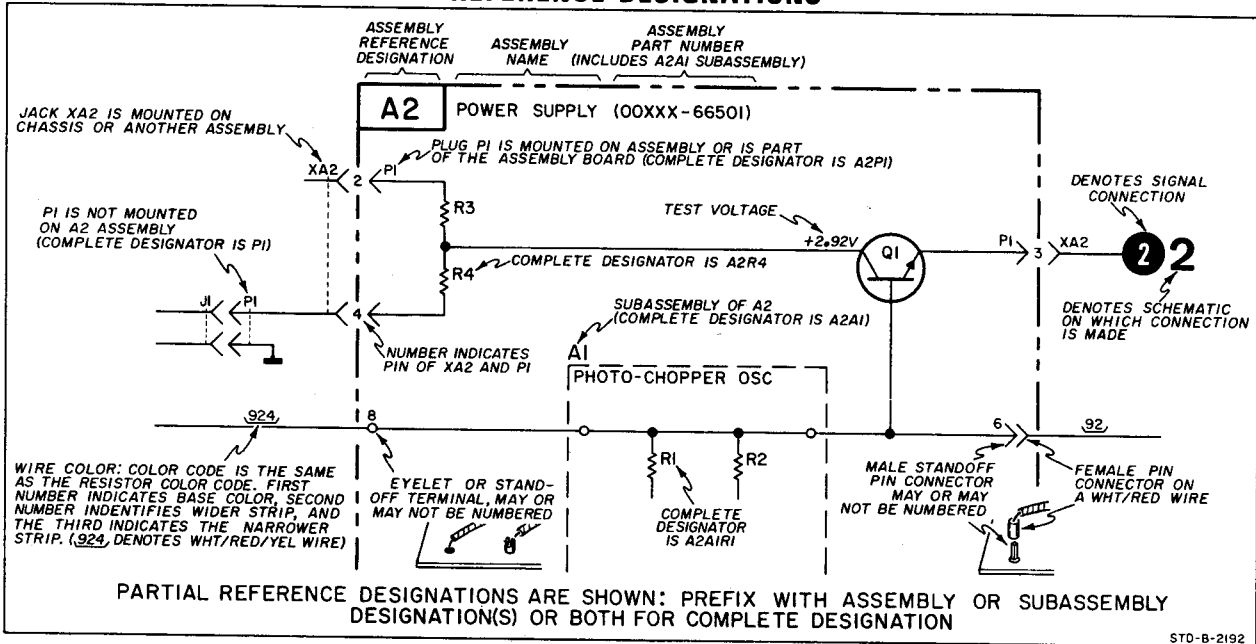 ASSEMBLY
REFERENCE
DESIGNATION
ASSEMBLY
NAME
ASSEMBLY
PART NUMBER
(INCLUDES A2A1 SUBASSEMBLY)
A2
POWER SUPPLY (00XXX-66501)
JACK XA2 IS MOUNTED ON
CHASSIS OR ANOTHER ASSEMBLY
XA2
2
P1
PLUG P1 IS MOUNTED ON ASSEMBLY OR IS PART
OF THE ASSEMBLY BOARD (COMPLETE DESIGNATOR IS A2P1)
P1 IS NOT MOUNTED
ON A2 ASSEMBLY
(COMPLETE DESIGNATOR IS P1)
R3
TEST VOLTAGE
+2.92V
Q1
P1
3
XA2
DENOTES SIGNAL
CONNECTION
2
2
DENOTES SCHEMATIC
ON WHICH CONNECTION
IS MADE
R4
COMPLETE DESIGNATOR IS A2R4
J1
P1
4
NUMBER INDICATES
PIN OF XA2 AND P1
SUBASSEMBLY OF A2
(COMPLETE DESIGNATOR IS A2A1)
A1
PHOTO-CHOPPER OSC
924
8
6
92
R1
R2
WIRE COLOR: COLOR CODE IS THE SAME
AS THE RESISTOR COLOR CODE. FIRST
NUMBER INDICATES BASE COLOR, SECOND
NUMBER INDENTIFIES WIDER STRIP, AND
THE THIRD INDICATES THE NARROWER
STRIP. (924, DENOTES WHT/RED/YEL WIRE)
EYELET OR STAND-
OFF TERMINAL, MAY OR
MAY NOT BE NUMBERED
COMPLETE
DESIGNATOR
IS A2A1R1
MALE STANDOFF
PIN CONNECTOR
MAY OR MAY
NOT BE NUMBERED
FEMALE PIN
CONNECTOR ON
A WHT/RED WIRE
PARTIAL REFERENCE DESIGNATIONS ARE SHOWN: PREFIX WITH ASSEMBLY OR SUBASSEMBLY
DESIGNATION(S) OR BOTH FOR COMPLETE DESIGNATION
STD-B-2192